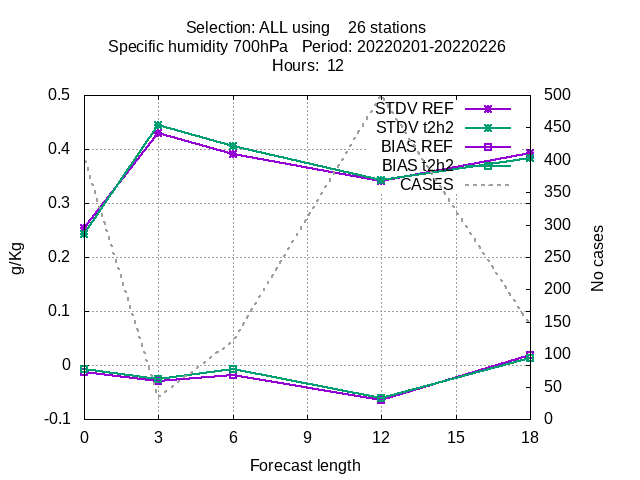 Selection: ALL using 26 stations
Specific humidity 700hPa Period: 20220201-20220226
Hours: 12
STDV REF
STDV t2h2
BIAS REF
BIAS t2h2
CASES
0.5
0.4
0.3
0.2
0.1
0
-0.1
g/Kg
500
450
400
350
300
250
200
150
100
50
0
No cases
0 3 6 9 12 15 18
Forecast length